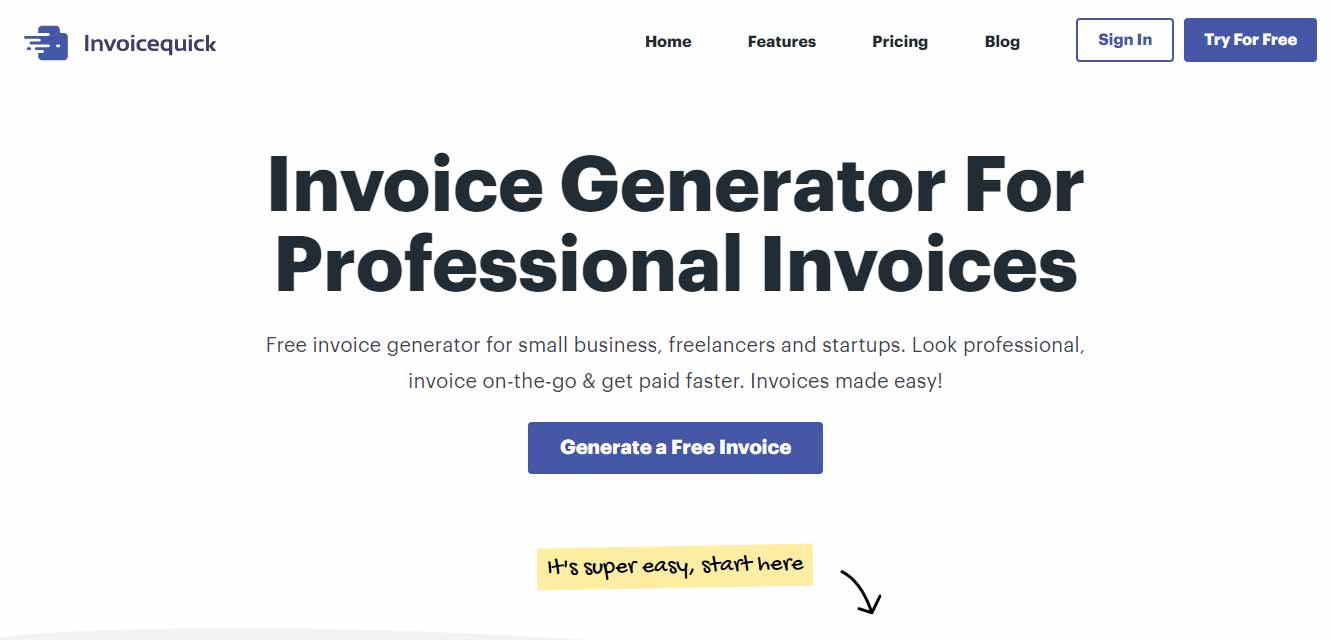 Invoicequick
Home
Features
Pricing
Blog
Sign In
Try For Free
Invoice Generator For
Professional Invoices
Free invoice generator for small business, freelancers and startups. Look professional,
invoice on-the-go & get paid faster. Invoices made easy!
Generate a Free Invoice
It's super easy, start here